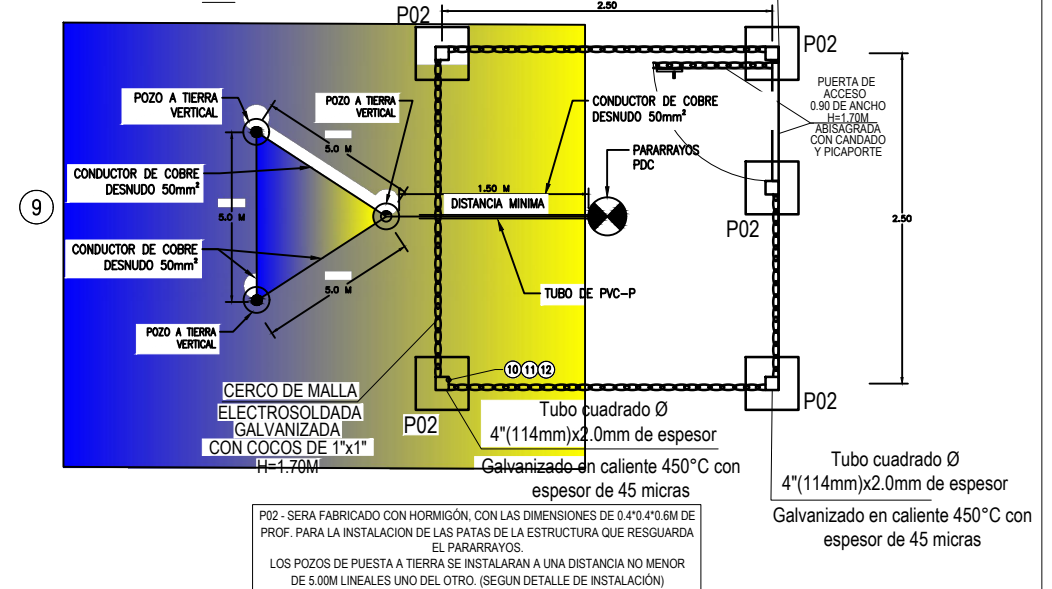 P02
2.50
P02
PUERTA DE
ACCESO
0.90 DE ANCHO
H=1.70M
ABISAGRADA
CON CANDADO
Y PICAPORTE
POZO A TIERRA
VERTICAL
POZO A TIERRA
VERTICAL
CONDUCTOR DE COBRE
DESNUDO 50mm²
5.0 M
PARARRAYOS
PDC
CONDUCTOR DE COBRE
DESNUDO 50mm²
1.50 M
DISTANCIA MINIMA
9
5.0 M
P02
2.50
CONDUCTOR DE COBRE
DESNUDO 50mm²
5.0 M
TUBO DE PVC-P
POZO A TIERRA
VERTICAL
10 11 12
CERCO DE MALLA
ELECTROSOLDADA
GALVANIZADA
CON COCOS DE 1"x1"
H=1.70M
P02
P02
Tubo cuadrado Ø
4"(114mm)x2.0mm de espesor
Galvanizado en caliente 450°C con
espesor de 45 micras
Tubo cuadrado Ø
4"(114mm)x2.0mm de espesor
Galvanizado en caliente 450°C con
espesor de 45 micras
P02 - SERA FABRICADO CON HORMIGÓN, CON LAS DIMENSIONES DE 0.4*0.4*0.6M DE
PROF. PARA LA INSTALACION DE LAS PATAS DE LA ESTRUCTURA QUE RESGUARDA
EL PARARRAYOS.
LOS POZOS DE PUESTA A TIERRA SE INSTALARAN A UNA DISTANCIA NO MENOR
DE 5.00M LINEALES UNO DEL OTRO. (SEGUN DETALLE DE INSTALACIÓN)